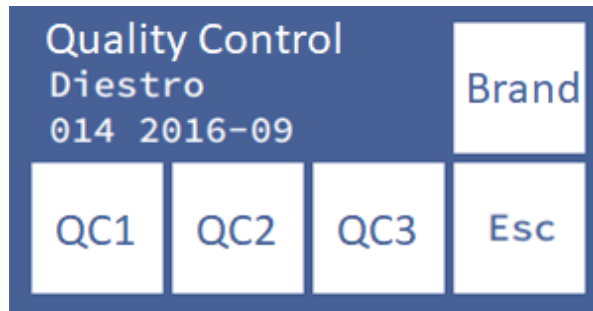 Quality Control
Diestro
014 2016-09
Brand
QC1 QC2 QC3 Esc